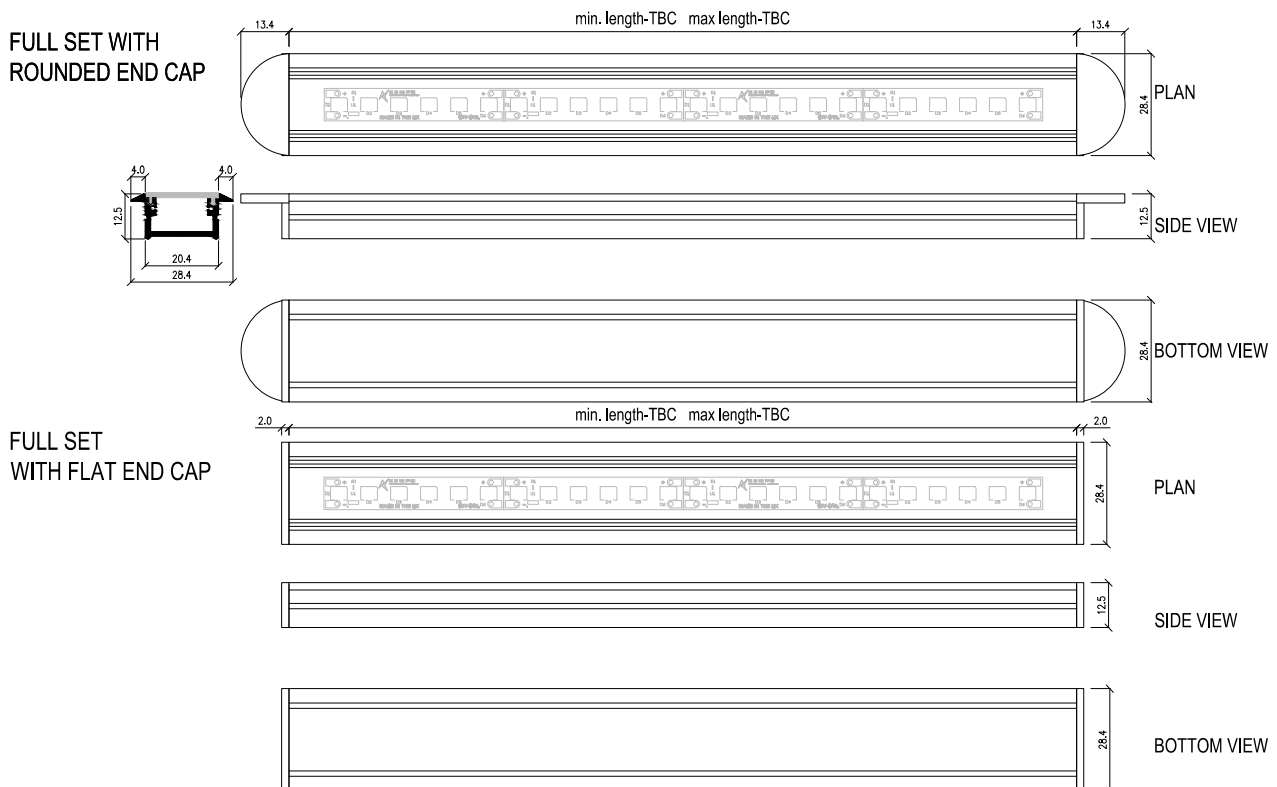 FULL SET WITH
ROUNDED END CAP
13.4
min. length-TBC max length-TBC
13.4
28.4
PLAN
4.0
4.0
12.5
20.4
28.4
12.5
SIDE VIEW
28.4
BOTTOM VIEW
FULL SET
WITH FLAT END CAP
2.0
min. length-TBC max length-TBC
2.0
28.4
PLAN
12.5
SIDE VIEW
28.4
BOTTOM VIEW